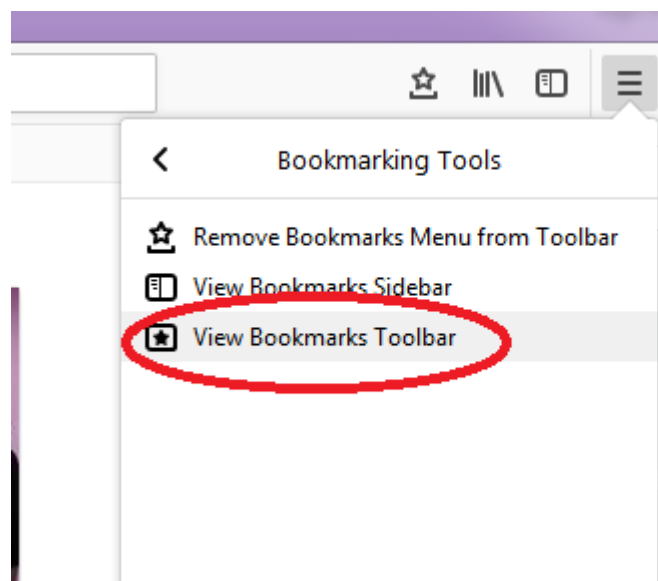 Bookmarking Tools
Remove Bookmarks Menu from Toolbar
View Bookmarks Sidebar
View Bookmarks Toolbar